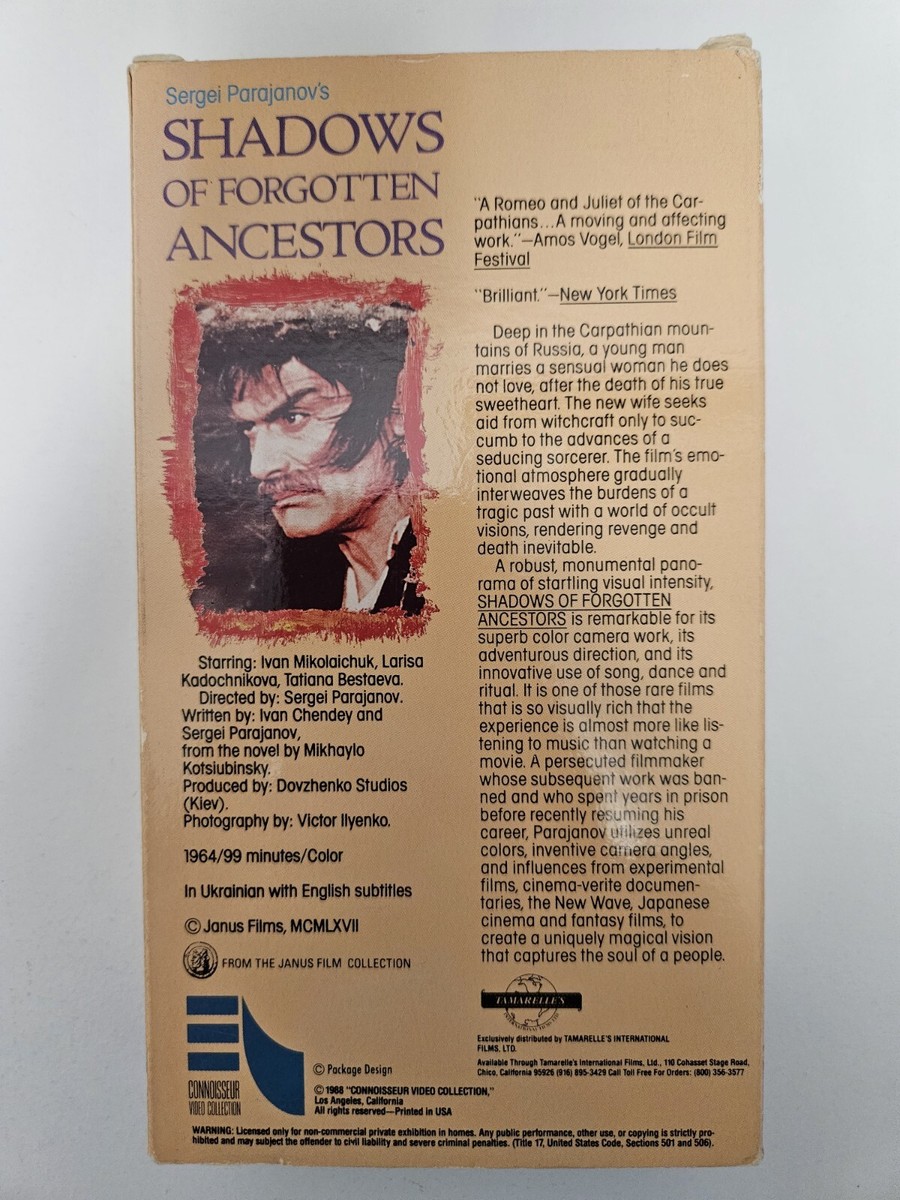 Sergei Parajanov's
SHADOWS
OF FORGOTTEN
ANCESTORS
Starring: Ivan Mikolaichuk, Larisa
Kadochnikova, Tatiana Bestaeva.
Directed by: Sergei Parajanov.
Written by: Ivan Chendey and
Sergei Parajanov,
from the novel by Mikhaylo
Kotsiubinsky.
Produced by: Dovzhenko Studios
(Kiev).
Photography by: Victor Ilyenko.
1964/99 minutes/Color
In Ukrainian with English subtitles
© Janus Films, MCMLXVII
FROM THE JANUS FILM COLLECTION
"A Romeo and Juliet of the Car-
pathians...A moving and affecting
work."—Amos Vogel, London Film
Festival
"Brilliant."—New York Times
Deep in the Carpathian moun-
tains of Russia, a young man
marries a sensual woman he does
not love, after the death of his true
sweetheart. The new wife seeks
aid from witchcraft only to suc-
cumb to the advances of a
seducing sorcerer. The film's emo-
tional atmosphere gradually
interweaves the burdens of a
tragic past with a world of occult
visions, rendering revenge and
death inevitable.
A robust, monumental pano-
rama of startling visual intensity,
SHADOWS OF FORGOTTEN
ANCESTORS is remarkable for its
superb color camera work, its
adventurous direction, and its
innovative use of song, dance and
ritual. It is one of those rare films
that is so visually rich that the
experience is almost more like lis-
tening to music than watching a
movie. A persecuted filmmaker
whose subsequent work was ban-
ned and who spent years in prison
before recently resuming his
career, Parajanov utilizes unreal
colors, inventive camera angles,
and influences from experimental
films, cinema-verite documen-
taries, the New Wave, Japanese
cinema and fantasy films, to
create a uniquely magical vision
that captures the soul of a people.
TAMARELLE'S
Exclusively distributed by TAMARELLE'S INTERNATIONAL
FILMS, LTD.
Available Through Tamarelle's International Films, Ltd., 110 Cohasset Stage Road,
Chico, California 95926 (916) 895-3429 Call Toll Free For Orders: (800) 356-3577
CONNOISSEUR
VIDEO COLLECTION
© Package Design
© 1988 "CONNOISSEUR VIDEO COLLECTION,"
Los Angeles, California
All rights reserved—Printed in USA
WARNING: Licensed only for non-commercial private exhibition in homes. Any public performance, other use, or copying is strictly pro-
hibited and may subject the offender to civil liability and severe criminal penalties. (Title 17, United States Code, Sections 501 and 506).